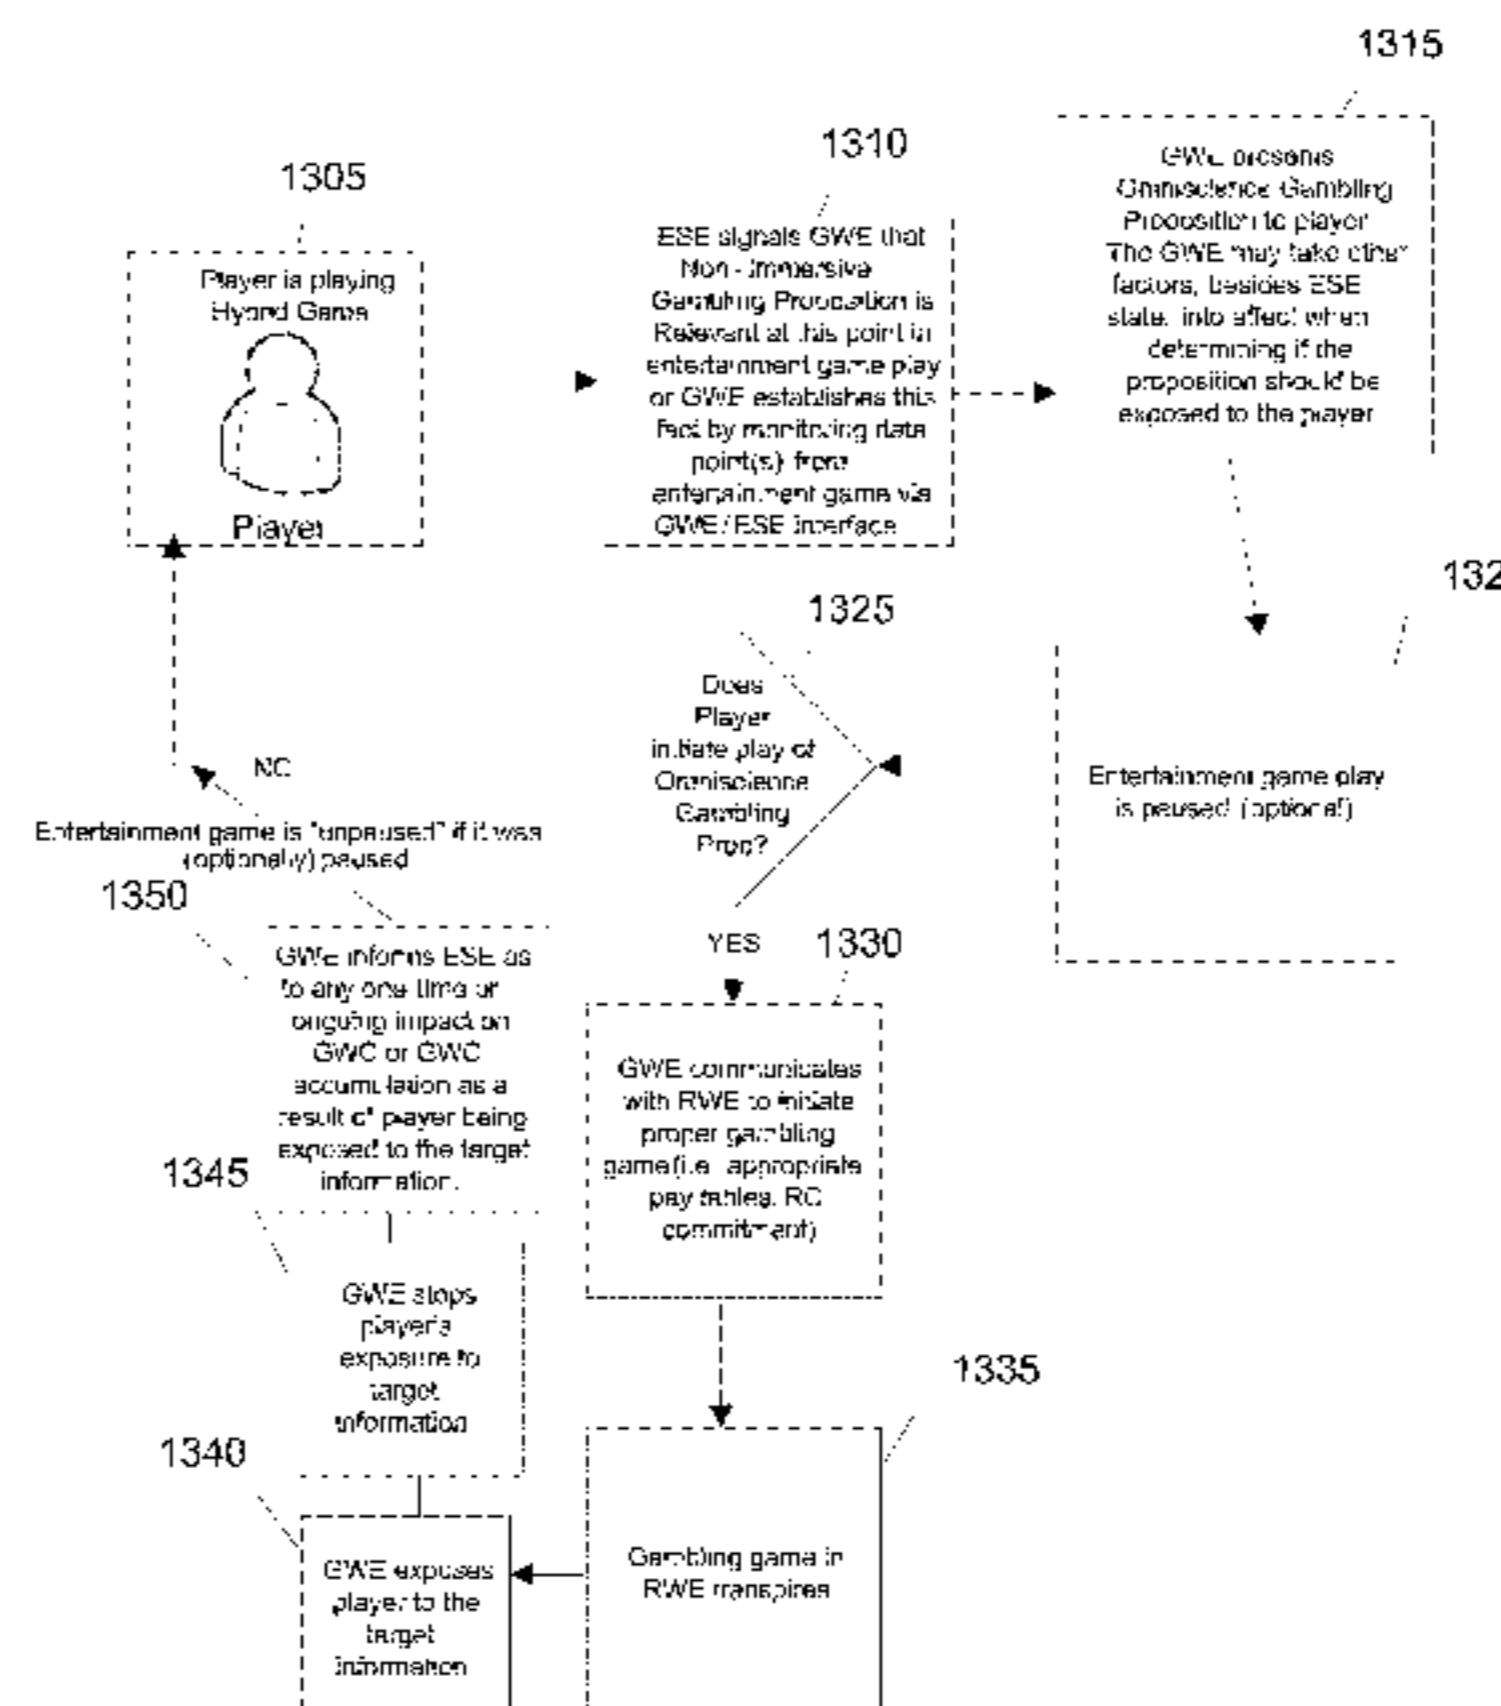 1315
1310
1305
GWE presents
Omniscience Gambling
Proposition to player
The GWE may take other
factors, besides ESE
state, into effect when
determining if the
proposition should be
exposed to the player
ESE signals GWE that
Non-Immersive
Gambling Proposition is
Relevant at this point in
entertainment game play
or GWE establishes this
fact by monitoring data
point(s) from
entertainment game via
GWE/ESE interface
Player is playing
Hybrid Game
Player
132
1325
Does
Player
initiate play of
Omniscience
Gambling
Prop?
NO
Entertainment game play
is paused (optional)
Entertainment game is "unpaused" if it was
(optionally) paused
1350
YES
1330
GWE informs ESE as
to any one time or
ongoing impact on
GWC or GWC
accumulation as a
result of player being
exposed to the target
information.
GWE communicates
with RWE to initiate
proper gambling
game (i.e. appropriate
pay tables, RC
commitment)
1345
GWE stops
player's
exposure to
target
information
1335
1340
Gambling game in
RWE transpires
GWE exposes
player to the
target
information